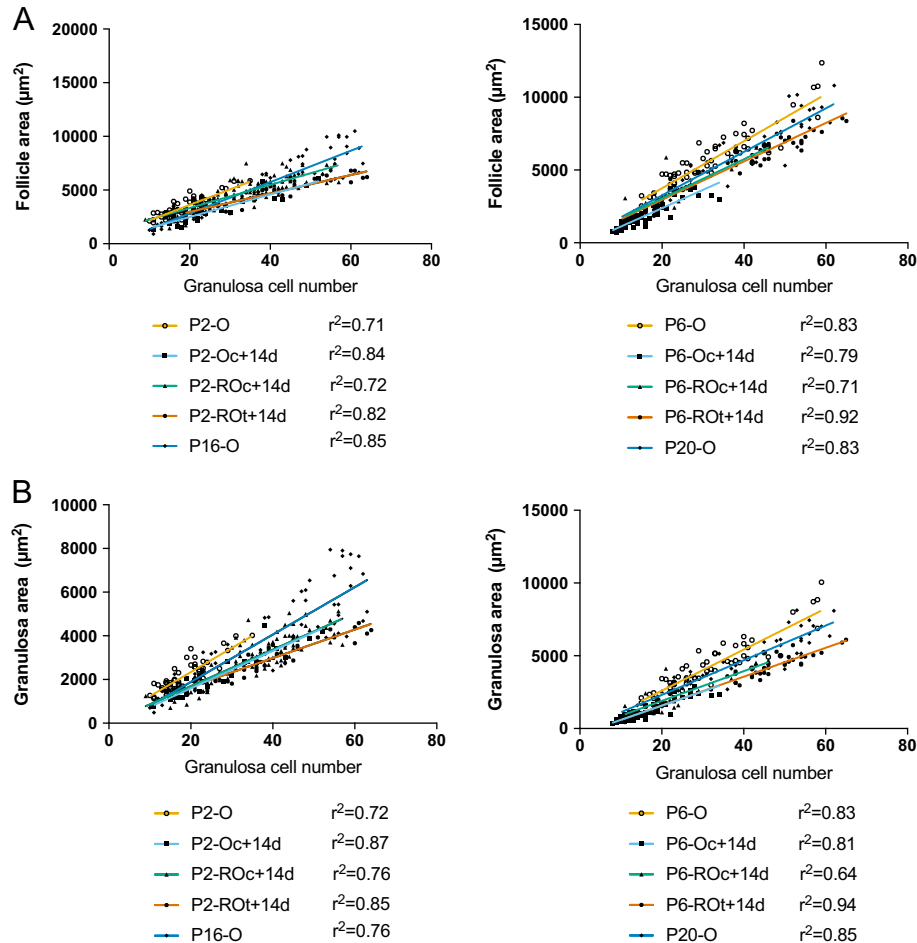 A
Follicle area (µm²)
20000
15000
10000
5000
0
0 20 40 60 80
Granulosa cell number
P2-O r²=0.71
P2-Oc+14d r²=0.84
P2-ROc+14d r²=0.72
P2-ROt+14d r²=0.82
P16-O r²=0.85
Follicle area (µm²)
15000
10000
5000
0
0 20 40 60 80
Granulosa cell number
P6-O r²=0.83
P6-Oc+14d r²=0.79
P6-ROc+14d r²=0.71
P6-ROt+14d r²=0.92
P20-O r²=0.83
B
Granulosa area (µm²)
10000
8000
6000
4000
2000
0
0 20 40 60 80
Granulosa cell number
P2-O r²=0.72
P2-Oc+14d r²=0.87
P2-ROc+14d r²=0.76
P2-ROt+14d r²=0.85
P16-O r²=0.76
Granulosa area (µm²)
15000
10000
5000
0
0 20 40 60 80
Granulosa cell number
P6-O r²=0.83
P6-Oc+14d r²=0.81
P6-ROc+14d r²=0.64
P6-ROt+14d r²=0.94
P20-O r²=0.85